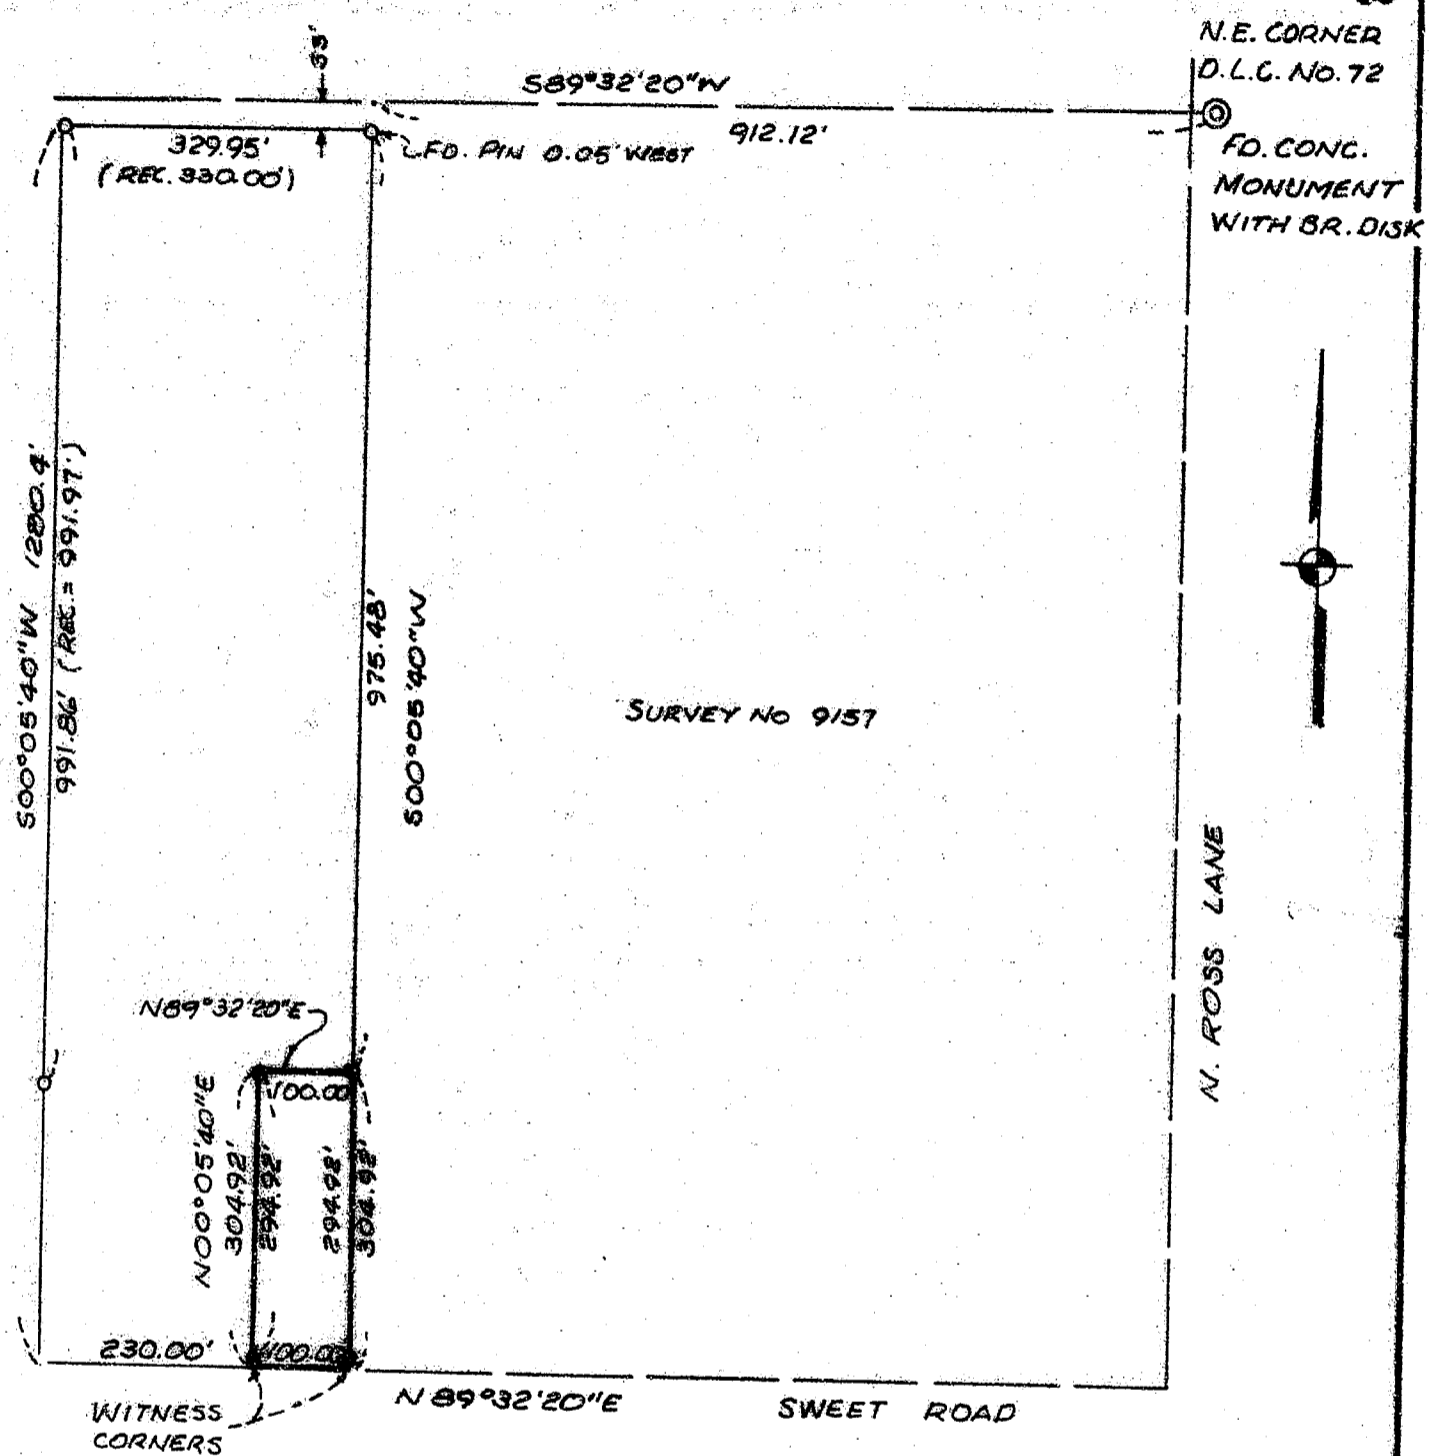 N.E. CORNER
D.L.C. NO. 72
33'
S89°32'20"W
912.12'
329.95'
(REC. 330.00')
FD. PIN 0.05' WEST
FD. CONC.
MONUMENT
WITH BR. DISK
S00°05'40"W 1280.4'
991.86' (REC. = 991.97')
975.48'
S00°05'40"W
SURVEY NO 9157
N. ROSS LANE
N89°32'20"E
100.00
N00°05'40"E
304.92'
294.92'
294.98'
304.98'
230.00'
100.00
N89°32'20"E
SWEET ROAD
WITNESS
CORNERS